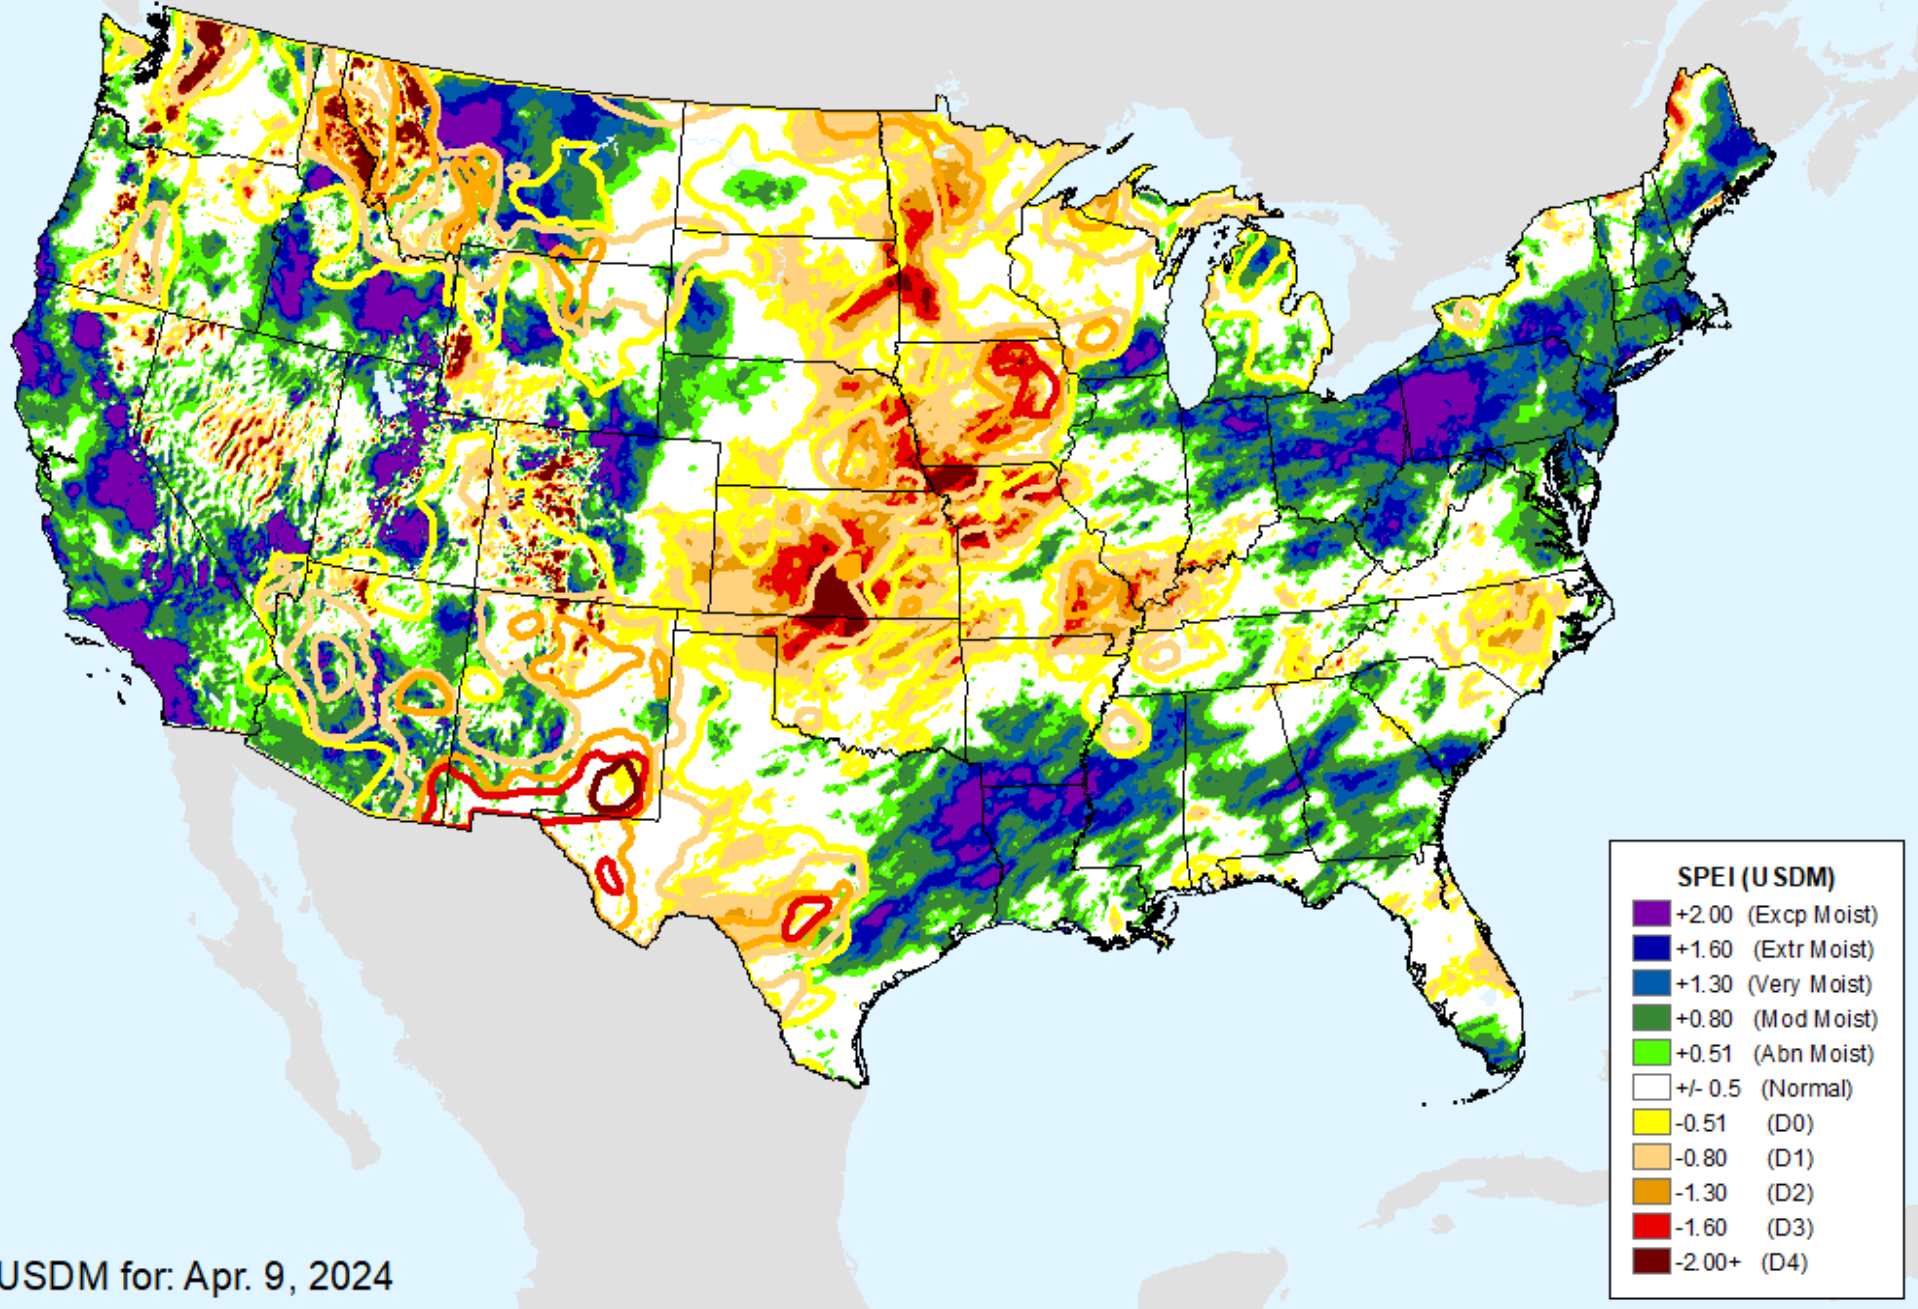 SPEI (USDM)
+2.00 (Excp Moist)
+1.60 (Extr Moist)
+1.30 (Very Moist)
+0.80 (Mod Moist)
+0.51 (Abn Moist)
+/- 0.5 (Normal)
-0.51 (D0)
-0.80 (D1)
-1.30 (D2)
-1.60 (D3)
-2.00+ (D4)
USDM for: Apr. 9, 2024